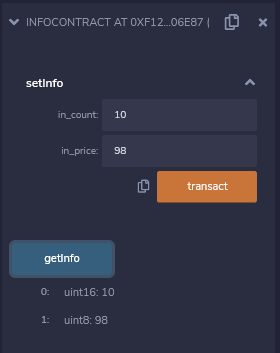 INFOCONTRACT AT 0XF12...06E87 (
setInfo
in_count: 10
in_price: 98
transact
getInfo
0: uint16: 10
1: uint8: 98